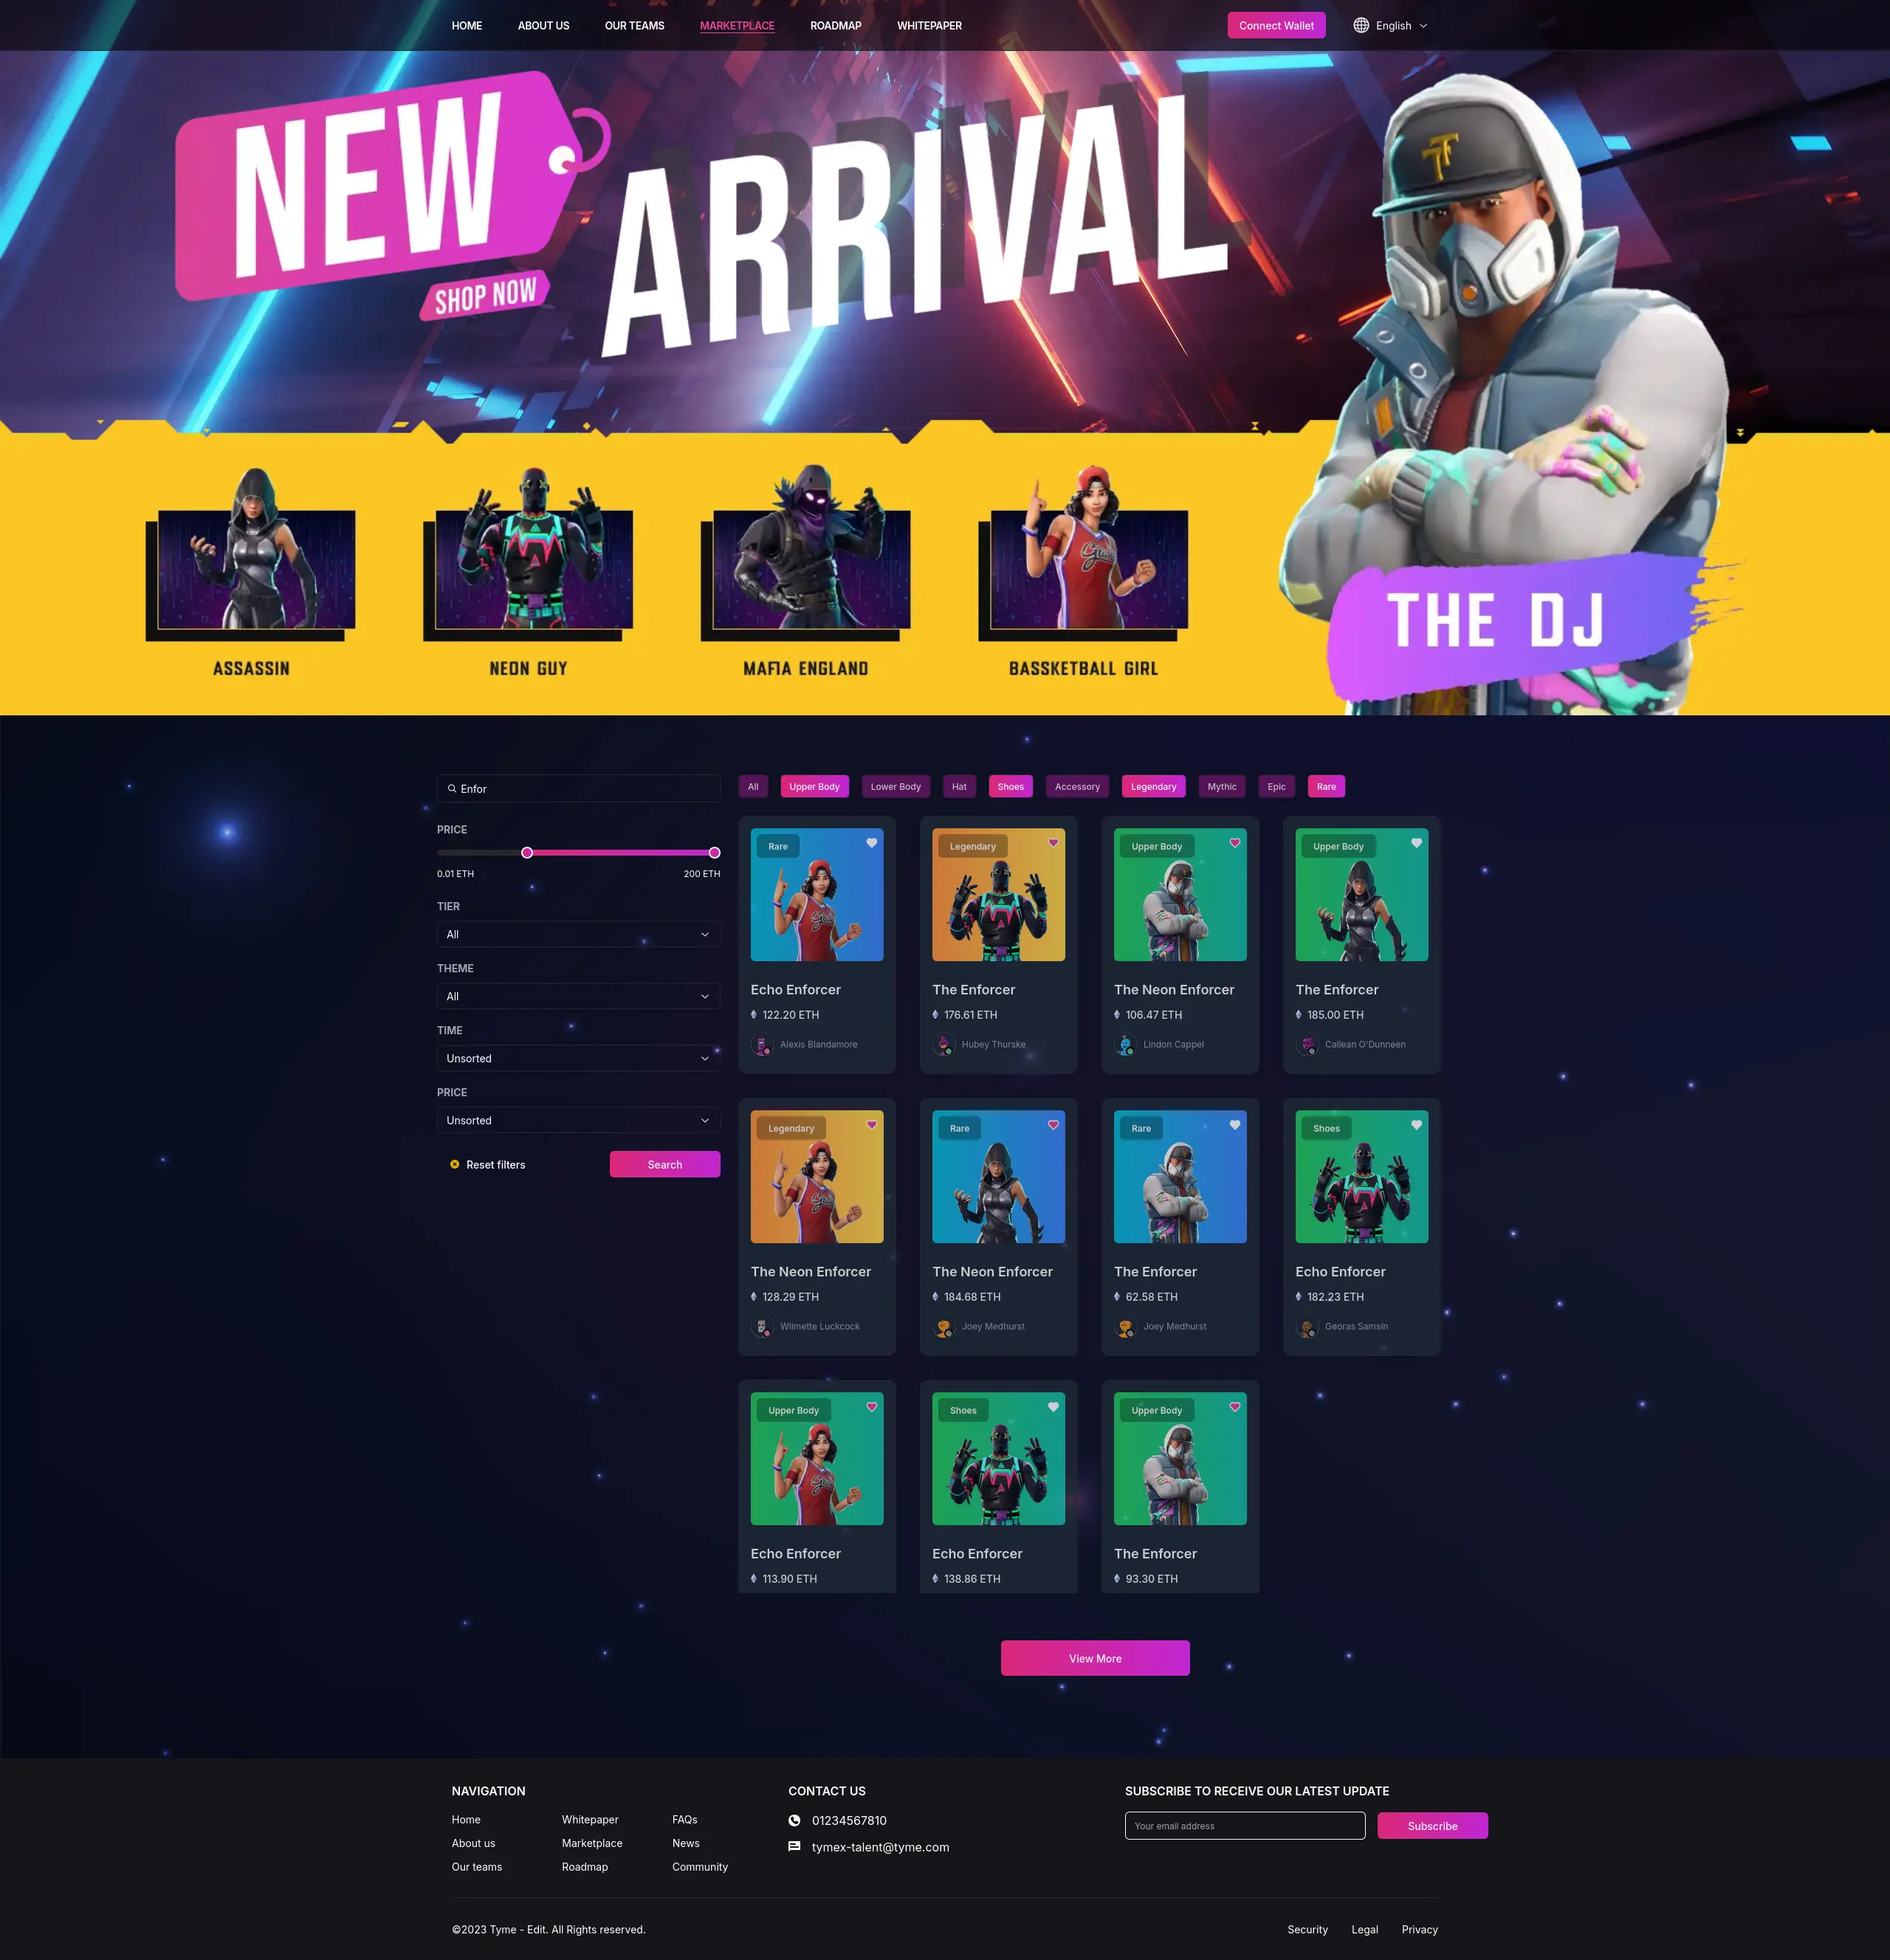 HOME ABOUT US OUR TEAMS MARKETPLACE ROADMAP WHITEPAPER Connect Wallet English
NEW ARRIVAL
SHOP NOW
THE DJ
ASSASSIN NEON GUY MAFIA ENGLAND BASSKETBALL GIRL
Enfor
PRICE
0.01 ETH 200 ETH
TIER
All
THEME
All
TIME
Unsorted
PRICE
Unsorted
Reset filters Search
All Upper Body Lower Body Hat Shoes Accessory Legendary Mythic Epic Rare
Rare Legendary Upper Body Upper Body
Echo Enforcer The Enforcer The Neon Enforcer The Enforcer
122.20 ETH 176.61 ETH 106.47 ETH 185.00 ETH
Alexis Blandamore Hubey Thurske Lindon Cappel Callean O'Dunneen
Legendary Rare Rare Shoes
The Neon Enforcer The Neon Enforcer The Enforcer Echo Enforcer
128.29 ETH 184.68 ETH 62.58 ETH 182.23 ETH
Wilmette Luckcock Joey Medhurst Joey Medhurst Georas Samsin
Upper Body Shoes Upper Body
Echo Enforcer Echo Enforcer The Enforcer
113.90 ETH 138.86 ETH 93.30 ETH
View More
NAVIGATION CONTACT US SUBSCRIBE TO RECEIVE OUR LATEST UPDATE
Home Whitepaper FAQs 01234567810 Your email address Subscribe
About us Marketplace News tymex-talent@tyme.com
Our teams Roadmap Community
©2023 Tyme - Edit. All Rights reserved. Security Legal Privacy